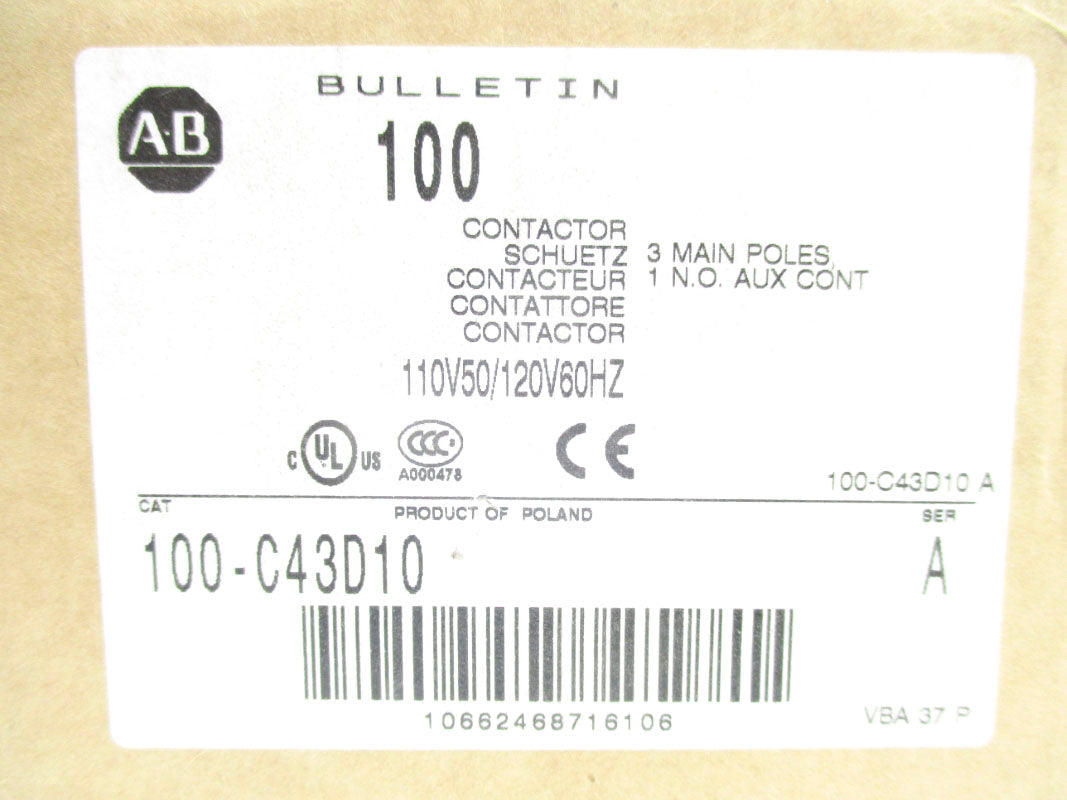 A·B
BULLETIN
100
CONTACTOR
SCHUETZ 3 MAIN POLES,
CONTACTEUR 1 N.O. AUX CONT
CONTATTORE
CONTACTOR
110V50/120V60HZ
C UL US
CCC
A000478
CE
100-C43D10 A
CAT
PRODUCT OF POLAND
SER
100-C43D10
A
10662468716106
VBA 37 P